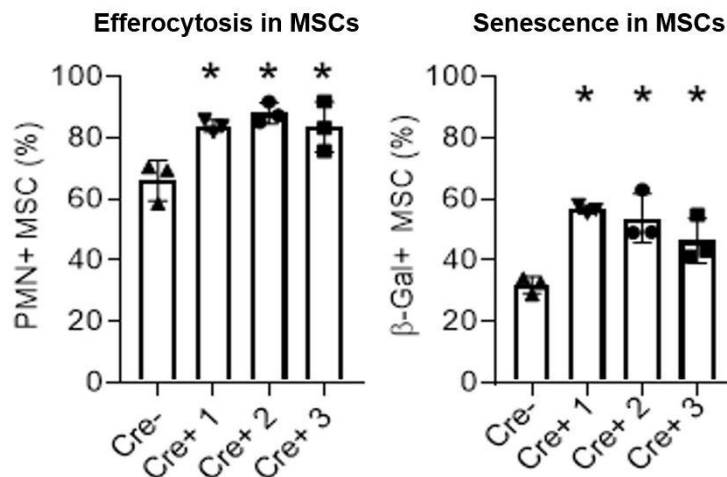 Efferocytosis in MSCs
PMN+ MSC (%)
100
80
60
40
20
0
* * *
Cre-
Cre+ 1
Cre+ 2
Cre+ 3
Senescence in MSCs
β-Gal+ MSC (%)
100
80
60
40
20
0
* * *
Cre-
Cre+ 1
Cre+ 2
Cre+ 3